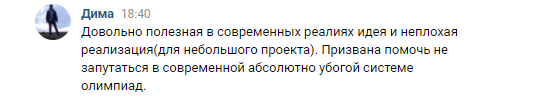 Дима 18:40
Довольно полезная в современных реалиях идея и неплохая
реализация(для небольшого проекта). Призвана помочь не
запутаться в современной абсолютно убогой системе
олимпиад.